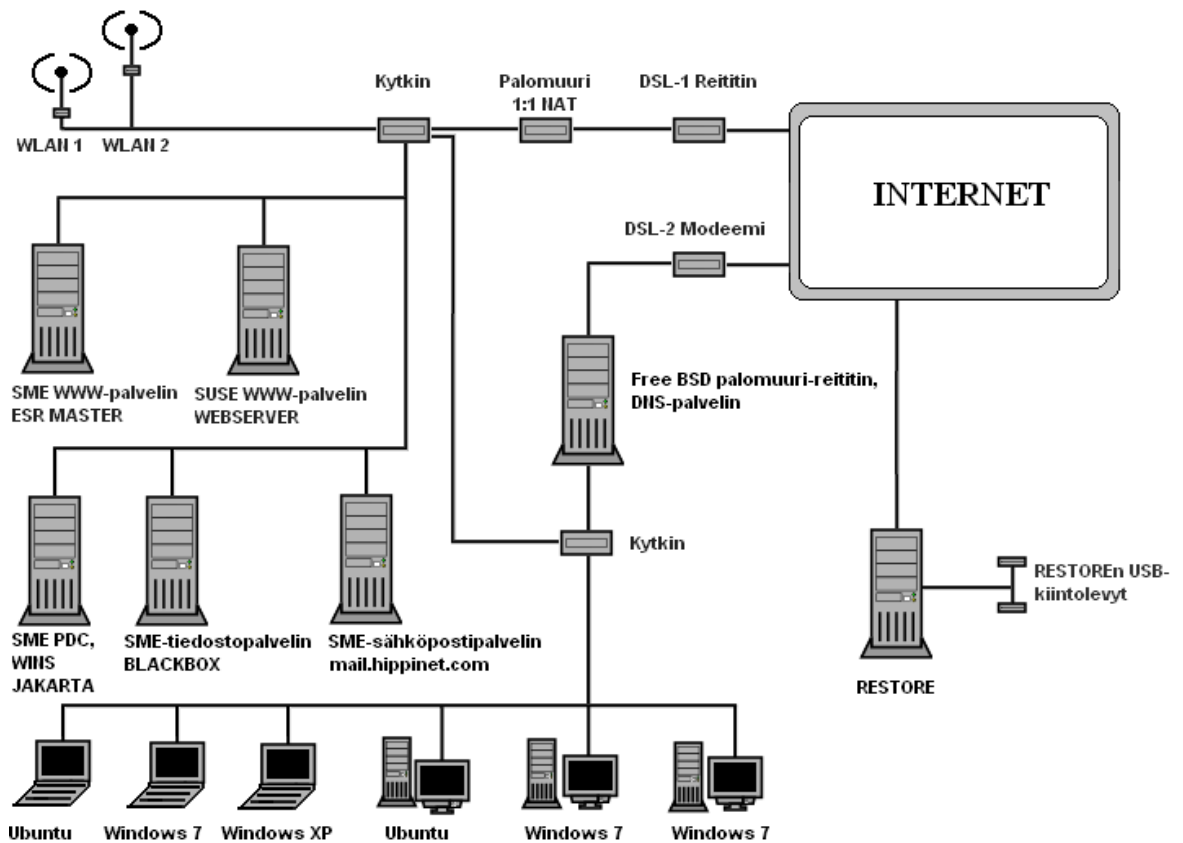 Kytkin
Palomuuri
1:1 NAT
DSL-1 Reititin
WLAN 1
WLAN 2
INTERNET
DSL-2 Modeemi
SME WWW-palvelin
ESR MASTER
SUSE WWW-palvelin
WEBSERVER
Free BSD palomuuri-reititin,
DNS-palvelin
Kytkin
RESTOREn USB-
kiintolevyt
SME PDC,
WINS
JAKARTA
SME-tiedostopalvelin
BLACKBOX
SME-sähköpostipalvelin
mail.hippinet.com
RESTORE
Ubuntu
Windows 7
Windows XP
Ubuntu
Windows 7
Windows 7